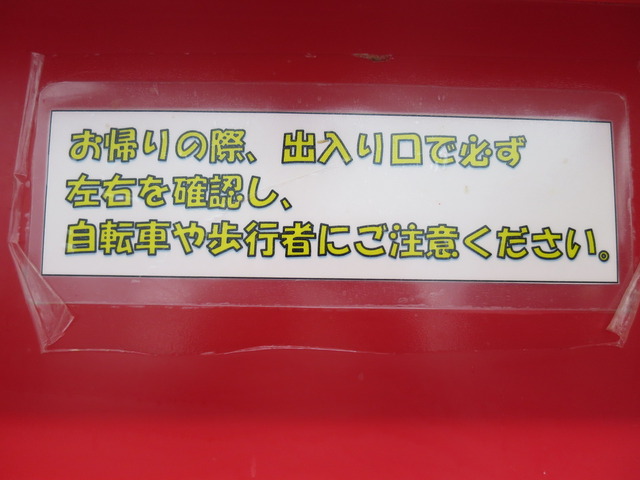 お帰りの際、出入り口で必ず
左右を確認し、
自転車や歩行者にご注意ください。